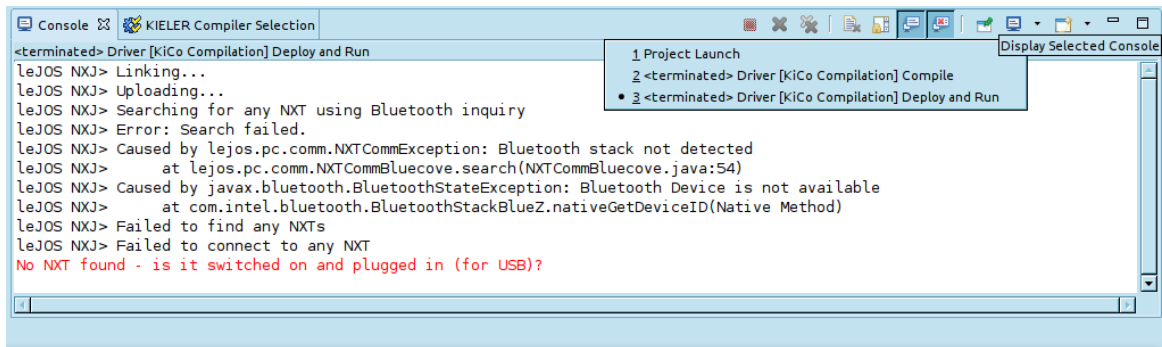 Console KIELER Compiler Selection
<terminated> Driver [KiCo Compilation] Deploy and Run
Display Selected Console
1 Project Launch
2 <terminated> Driver [KiCo Compilation] Compile
3 <terminated> Driver [KiCo Compilation] Deploy and Run
leJOS NXJ> Linking...
leJOS NXJ> Uploading...
leJOS NXJ> Searching for any NXT using Bluetooth inquiry
leJOS NXJ> Error: Search failed.
leJOS NXJ> Caused by lejos.pc.comm.NXTCommException: Bluetooth stack not detected
leJOS NXJ>     at lejos.pc.comm.NXTCommBluecove.search(NXTCommBluecove.java:54)
leJOS NXJ> Caused by javax.bluetooth.BluetoothStateException: Bluetooth Device is not available
leJOS NXJ>     at com.intel.bluetooth.BluetoothStackBlueZ.nativeGetDeviceID(Native Method)
leJOS NXJ> Failed to find any NXTs
leJOS NXJ> Failed to connect to any NXT
No NXT found - is it switched on and plugged in (for USB)?